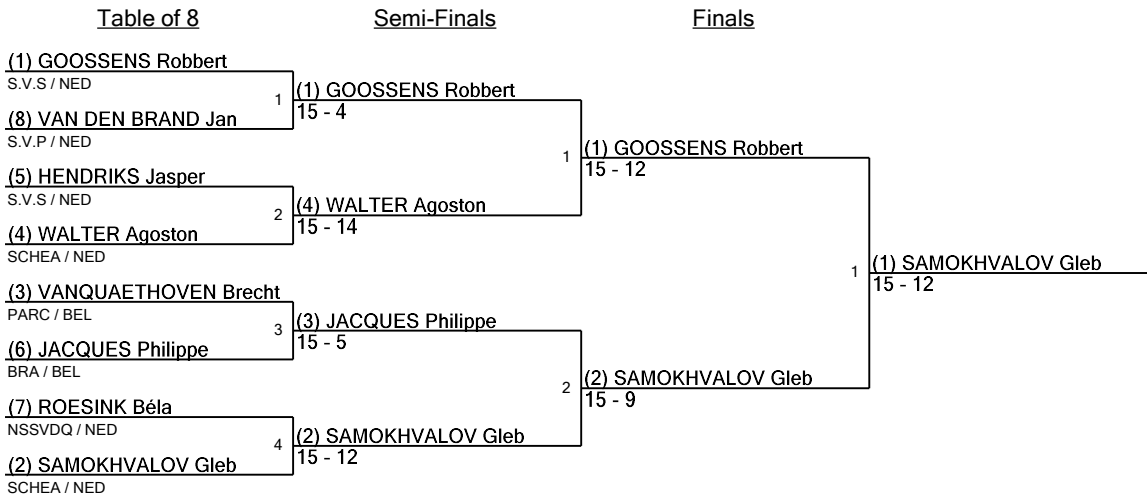 Table of 8
Semi-Finals
Finals
(1) GOOSSENS Robbert
S.V.S / NED
1
(1) GOOSSENS Robbert
15 - 4
(8) VAN DEN BRAND Jan
S.V.P / NED
1
(1) GOOSSENS Robbert
15 - 12
(5) HENDRIKS Jasper
S.V.S / NED
2
(4) WALTER Agoston
15 - 14
(4) WALTER Agoston
SCHEA / NED
1
(1) SAMOKHVALOV Gleb
15 - 12
(3) VANQUAETHOVEN Brecht
PARC / BEL
3
(3) JACQUES Philippe
15 - 5
(6) JACQUES Philippe
BRA / BEL
2
(2) SAMOKHVALOV Gleb
15 - 9
(7) ROESINK Béla
NSSVDQ / NED
4
(2) SAMOKHVALOV Gleb
15 - 12
(2) SAMOKHVALOV Gleb
SCHEA / NED